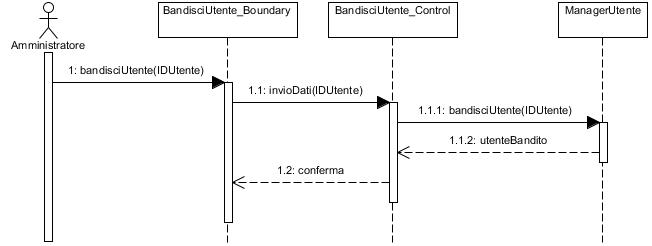 BandisciUtente_Boundary
BandisciUtente_Control
ManagerUtente
Amministratore
1: bandisciUtente(IDUtente)
1.1: invioDati(IDUtente)
1.1.1: bandisciUtente(IDUtente)
1.1.2: utenteBandito
1.2: conferma